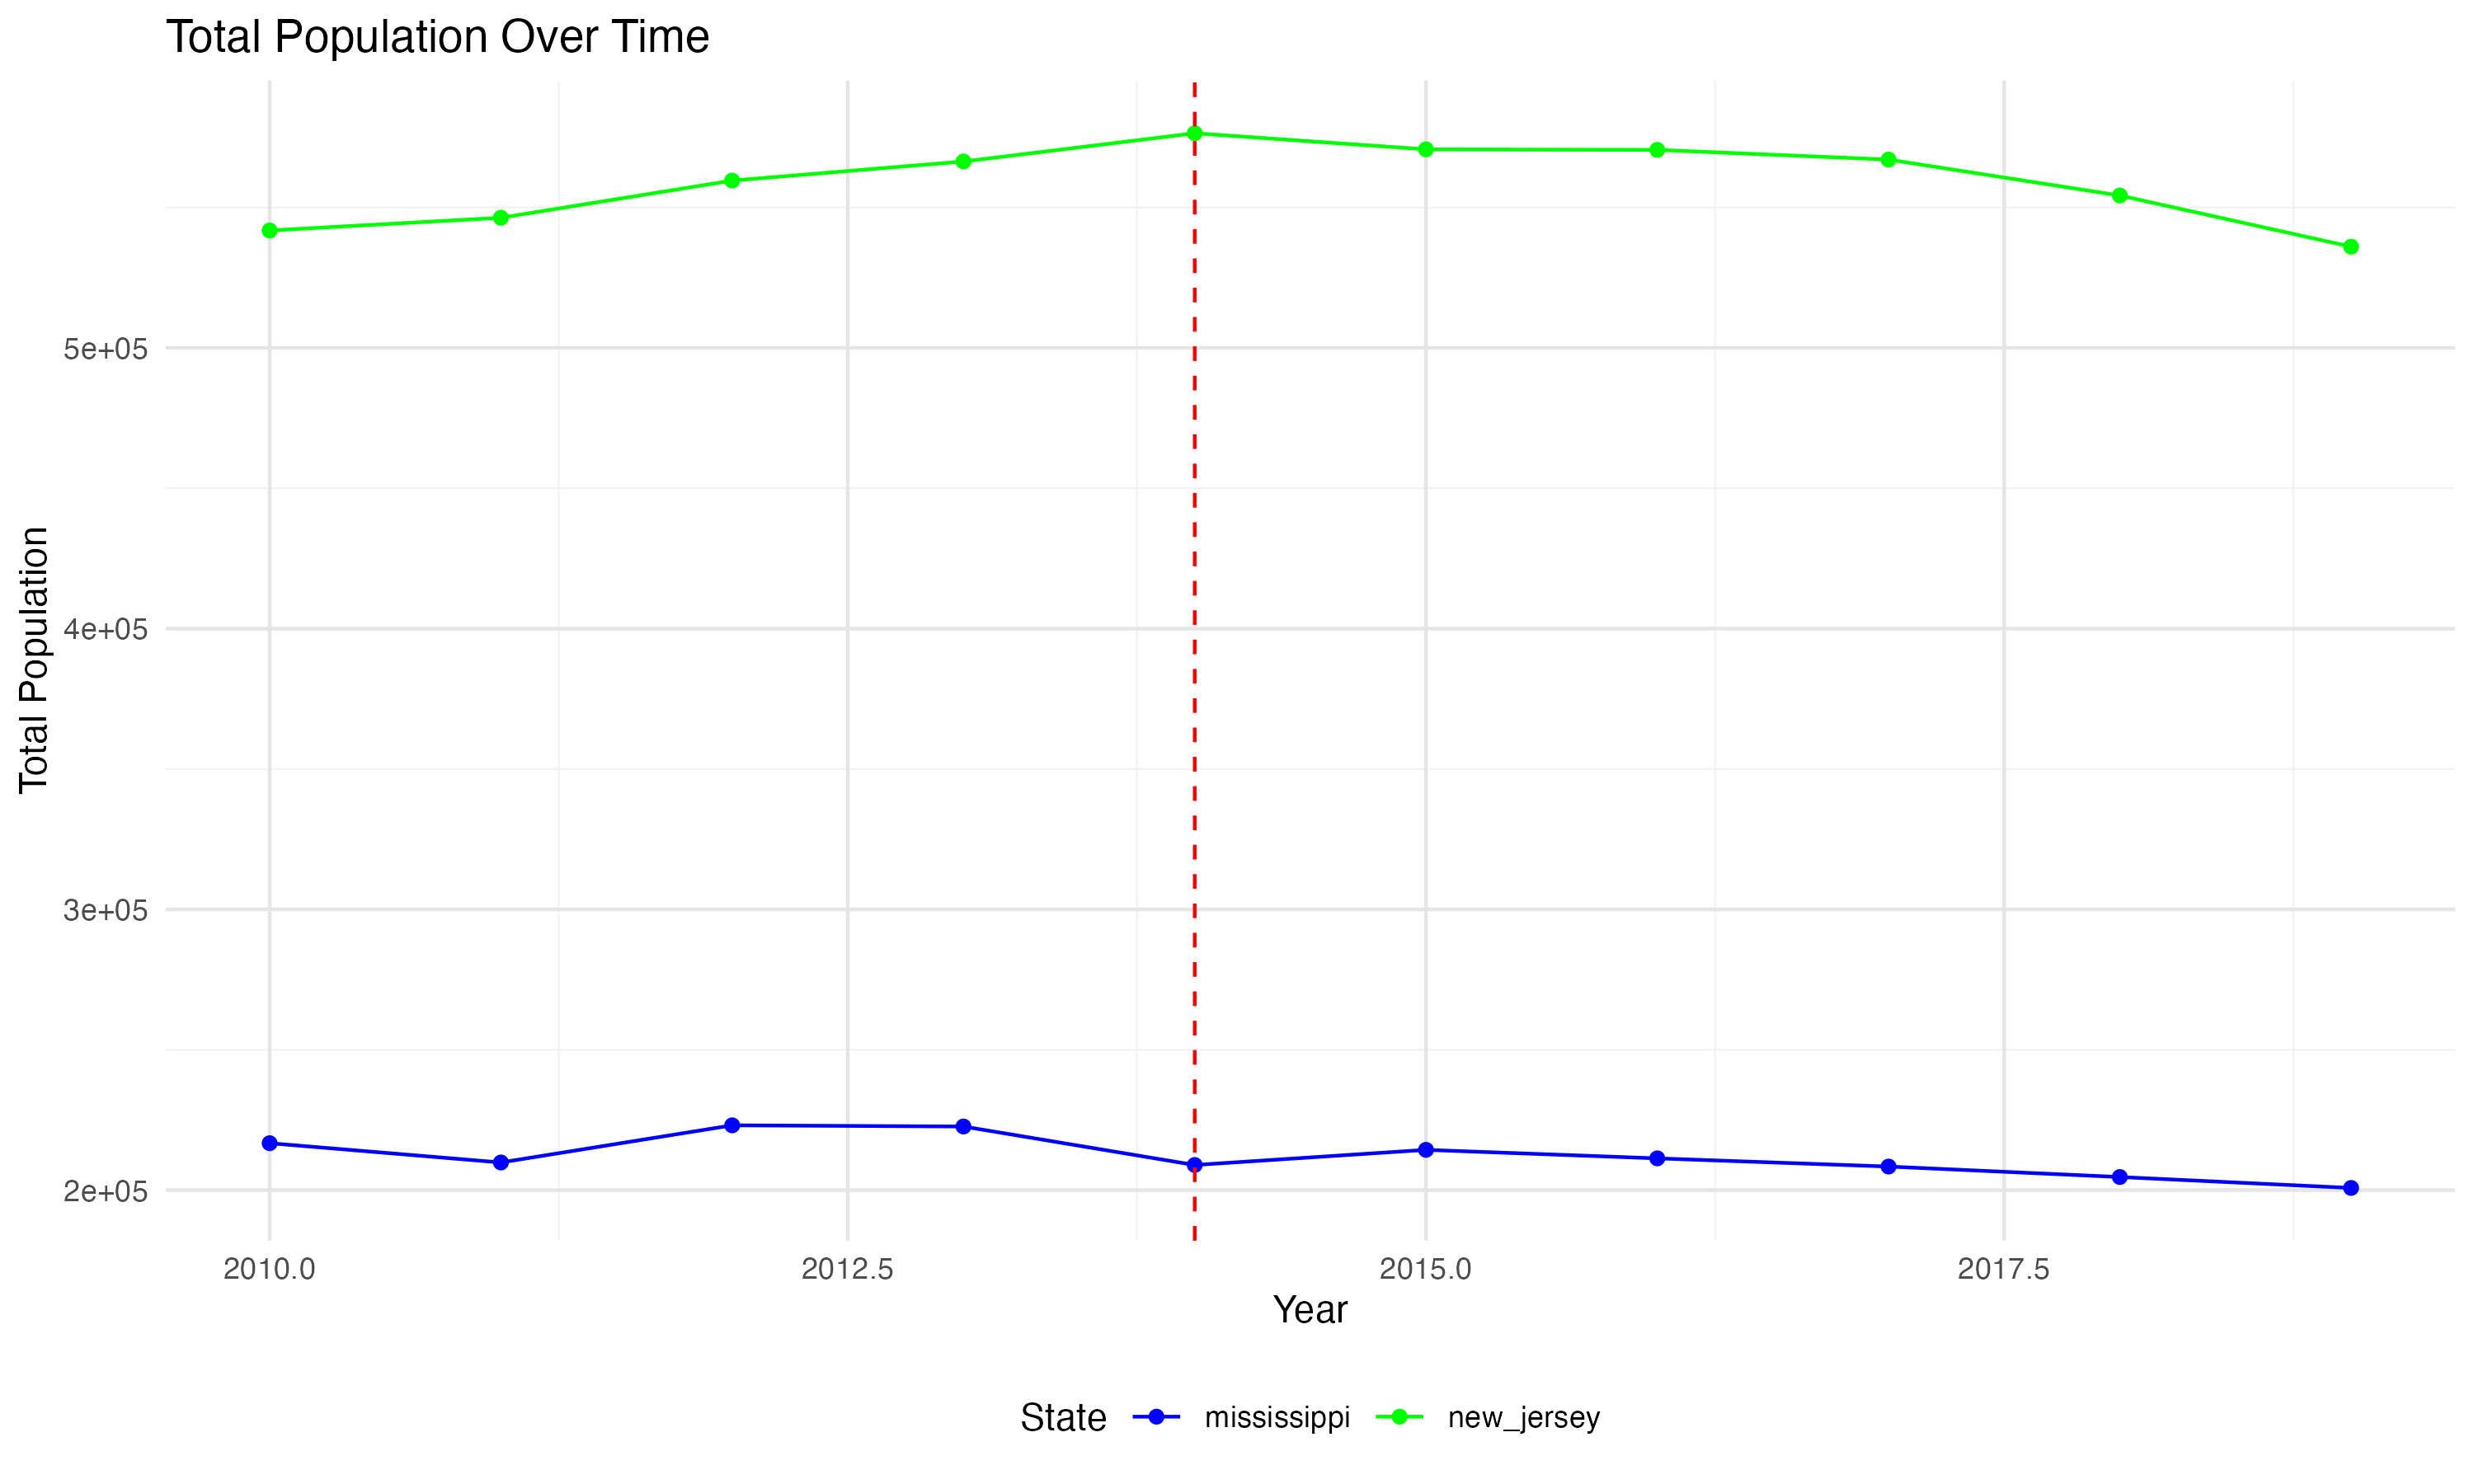 Total Population Over Time
Total Population
5e+05
4e+05
3e+05
2e+05
2010.0 2012.5 2015.0 2017.5
Year
State mississippi new_jersey